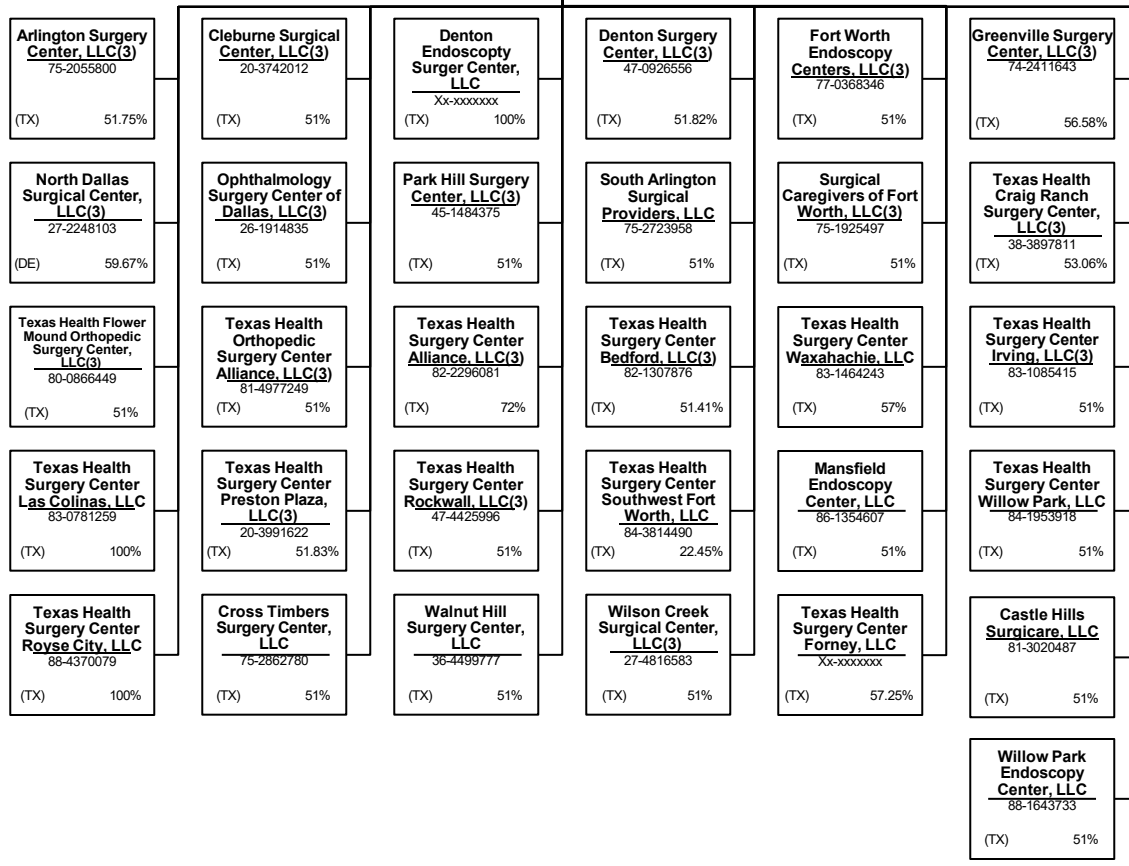 Arlington Surgery
Center, LLC(3)
75-2055800
(TX) 51.75%
Cleburne Surgical
Center, LLC(3)
20-3742012
(TX) 51%
Denton
Endoscopty
Surger Center,
LLC
Xx-xxxxxxx
(TX) 100%
Denton Surgery
Center, LLC(3)
47-0926556
(TX) 51.82%
Fort Worth
Endoscopy
Centers, LLC(3)
77-0368346
(TX) 51%
Greenville Surgery
Center, LLC(3)
74-2411643
(TX) 56.58%
North Dallas
Surgical Center,
LLC(3)
27-2248103
(DE) 59.67%
Ophthalmology
Surgery Center of
Dallas, LLC(3)
26-1914835
(TX) 51%
Park Hill Surgery
Center, LLC(3)
45-1484375
(TX) 51%
South Arlington
Surgical
Providers, LLC
75-2723958
(TX) 51%
Surgical
Caregivers of Fort
Worth, LLC(3)
75-1925497
(TX) 51%
Texas Health
Craig Ranch
Surgery Center,
LLC(3)
38-3897811
(TX) 53.06%
Texas Health Flower
Mound Orthopedic
Surgery Center,
LLC(3)
80-0866449
(TX) 51%
Texas Health
Orthopedic
Surgery Center
Alliance, LLC(3)
81-4977249
(TX) 51%
Texas Health
Surgery Center
Alliance, LLC(3)
82-2296081
(TX) 72%
Texas Health
Surgery Center
Bedford, LLC(3)
82-1307876
(TX) 51.41%
Texas Health
Surgery Center
Waxahachie, LLC
83-1464243
(TX) 57%
Texas Health
Surgery Center
Irving, LLC(3)
83-1085415
(TX) 51%
Texas Health
Surgery Center
Las Colinas, LLC
83-0781259
(TX) 100%
Texas Health
Surgery Center
Preston Plaza,
LLC(3)
20-3991622
(TX) 51.83%
Texas Health
Surgery Center
Rockwall, LLC(3)
47-4425996
(TX) 51%
Texas Health
Surgery Center
Southwest Fort
Worth, LLC
84-3814490
(TX) 22.45%
Mansfield
Endoscopy
Center, LLC
86-1354607
(TX) 51%
Texas Health
Surgery Center
Willow Park, LLC
84-1953918
(TX) 51%
Texas Health
Surgery Center
Royse City, LLC
88-4370079
(TX) 100%
Cross Timbers
Surgery Center,
LLC
75-2862780
(TX) 51%
Walnut Hill
Surgery Center,
LLC
36-4499777
(TX) 51%
Wilson Creek
Surgical Center,
LLC(3)
27-4816583
(TX) 51%
Texas Health
Surgery Center
Forney, LLC
Xx-xxxxxxx
(TX) 57.25%
Castle Hills
Surgicare, LLC
81-3020487
(TX) 51%
Willow Park
Endoscopy
Center, LLC
88-1643733
(TX) 51%